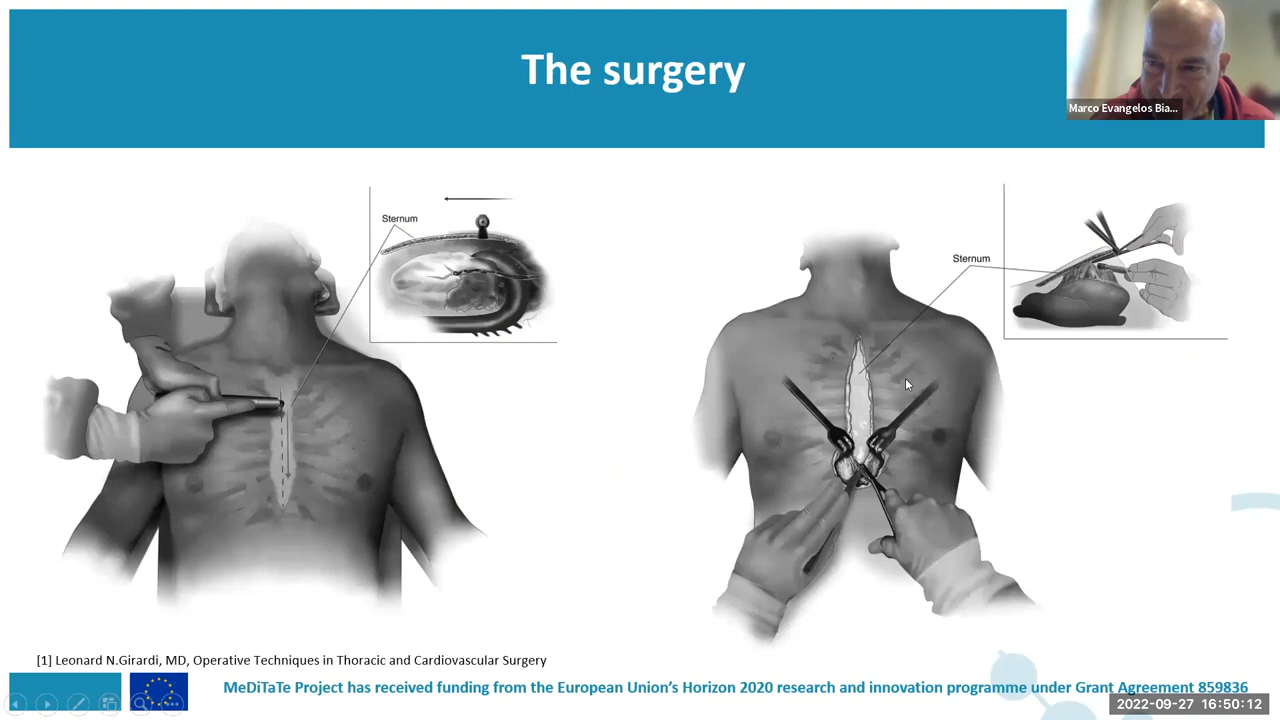 The surgery
Marco Evangelos Bia...
Sternum
Sternum
[1] Leonard N.Girardi, MD, Operative Techniques in Thoracic and Cardiovascular Surgery
MeDiTaTe Project has received funding from the European Union's Horizon 2020 research and innovation programme under Grant Agreement 859836
2022-09-27 16:50:12